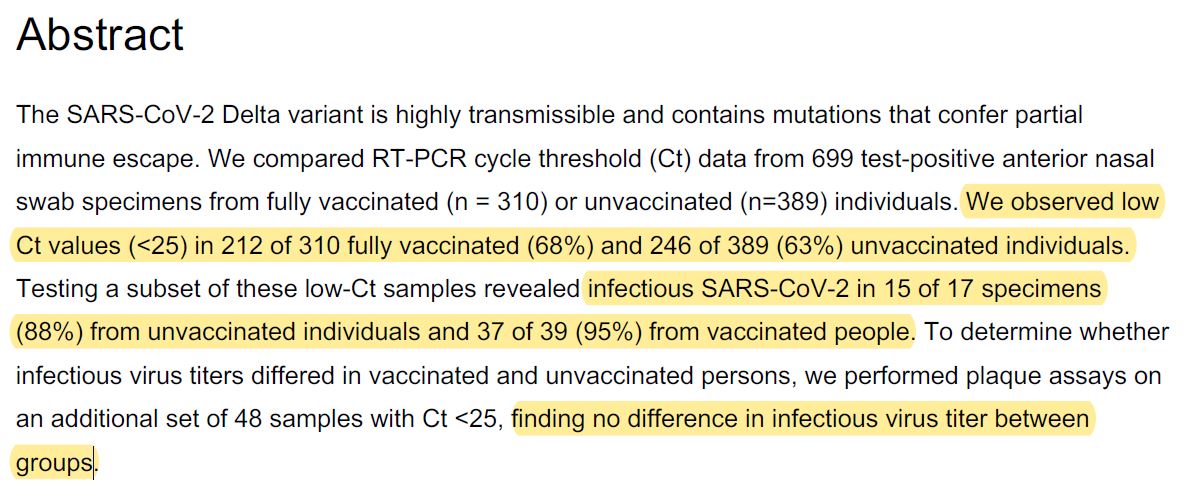 Abstract
The SARS-CoV-2 Delta variant is highly transmissible and contains mutations that confer partial
immune escape. We compared RT-PCR cycle threshold (Ct) data from 699 test-positive anterior nasal
swab specimens from fully vaccinated (n = 310) or unvaccinated (n=389) individuals. We observed low
Ct values (<25) in 212 of 310 fully vaccinated (68%) and 246 of 389 (63%) unvaccinated individuals.
Testing a subset of these low-Ct samples revealed infectious SARS-CoV-2 in 15 of 17 specimens
(88%) from unvaccinated individuals and 37 of 39 (95%) from vaccinated people. To determine whether
infectious virus titers differed in vaccinated and unvaccinated persons, we performed plaque assays on
an additional set of 48 samples with Ct <25, finding no difference in infectious virus titer between
groups.